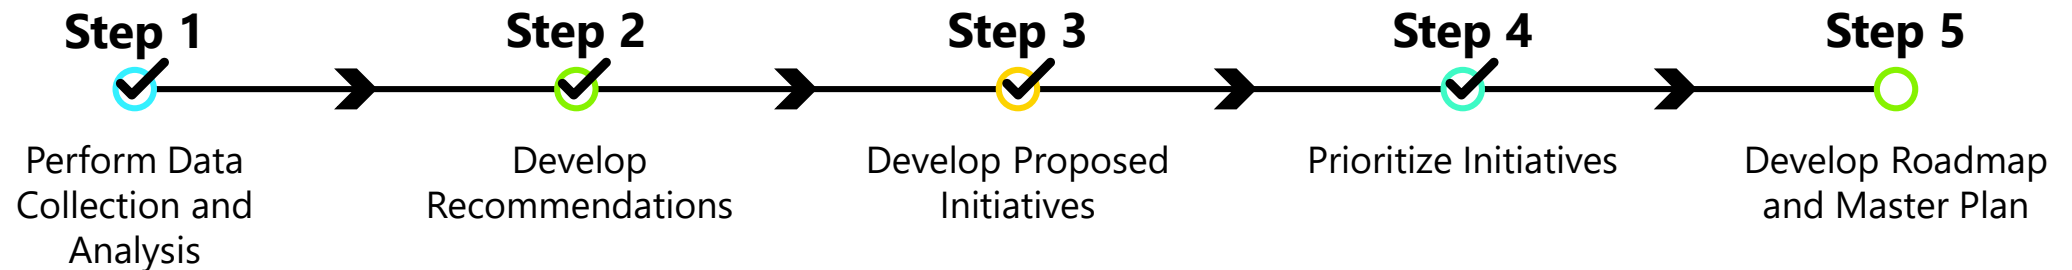 Step 1
Step 2
Step 3
Step 4
Step 5
Perform Data
Collection and
Analysis
Develop
Recommendations
Develop Proposed
Initiatives
Prioritize Initiatives
Develop Roadmap
and Master Plan